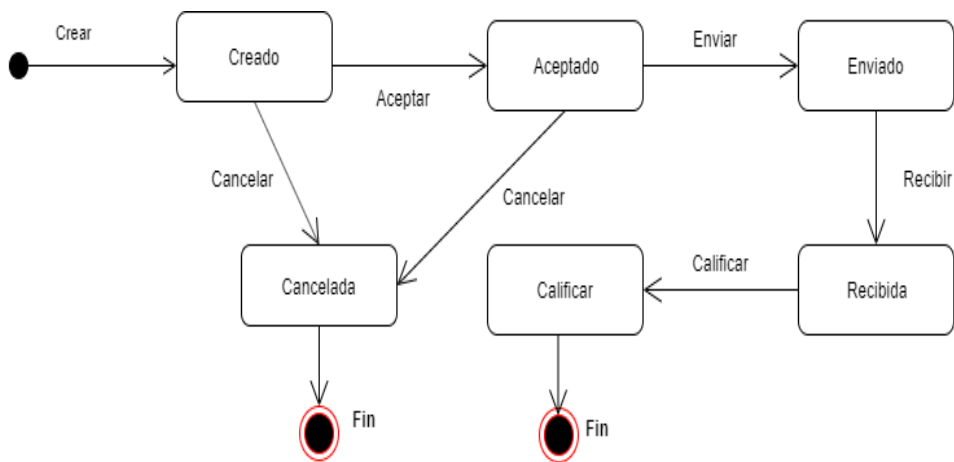 Crear
Creado
Aceptar
Aceptado
Enviar
Enviado
Cancelar
Cancelar
Recibir
Cancelada
Calificar
Calificar
Recibida
Fin
Fin